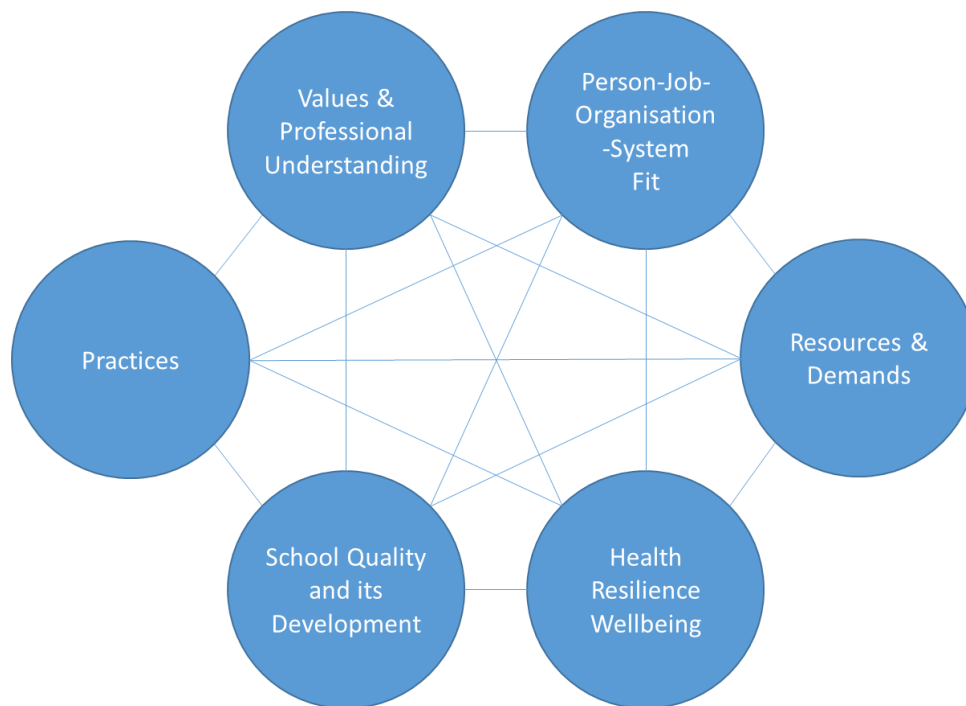 Values &
Professional
Understanding
Person-Job-
Organisation
-System
Fit
Practices
Resources &
Demands
School Quality
and its
Development
Health
Resilience
Wellbeing